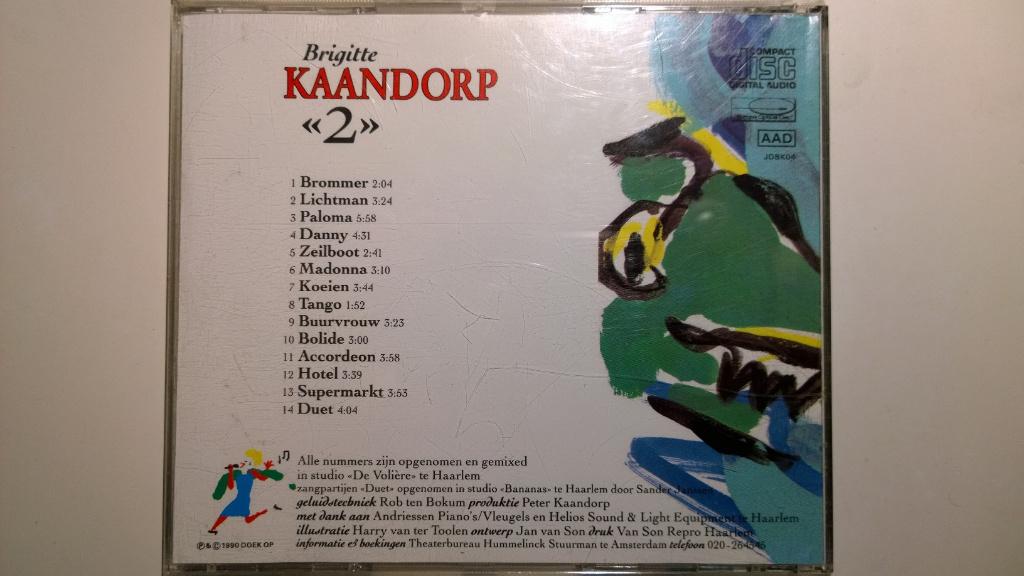 Brigitte
KAANDORP
«2»
COMPACT
DISC
DIGITAL AUDIO
AAD
JDSK04
1 Brommer 2:04
2 Lichtman 3:24
3 Paloma 5:58
4 Danny 4:31
5 Zeilboot 2:41
6 Madonna 3:10
7 Koeien 3:44
8 Tango 1:52
9 Buurvrouw 3:23
10 Bolide 3:00
11 Accordeon 3:58
12 Hotel 3:39
13 Supermarkt 3:53
14 Duet 4:04
Alle nummers zijn opgenomen en gemixed
in studio «De Volière» te Haarlem
zangpartijen «Duet» opgenomen in studio «Bananas» te Haarlem door Sander Janssen
geluidstechniek Rob ten Bokum produktie Peter Kaandorp
met dank aan Andriessen Piano's/Vleugels en Helios Sound & Light Equipment te Haarlem
illustratie Harry van ter Toolen ontwerp Jan van Son druk Van Son Repro Haarlem
informatie & boekingen Theaterbureau Hummelinck Stuurman te Amsterdam telefoon 020-264545
℗ & © 1990 DOEK OP